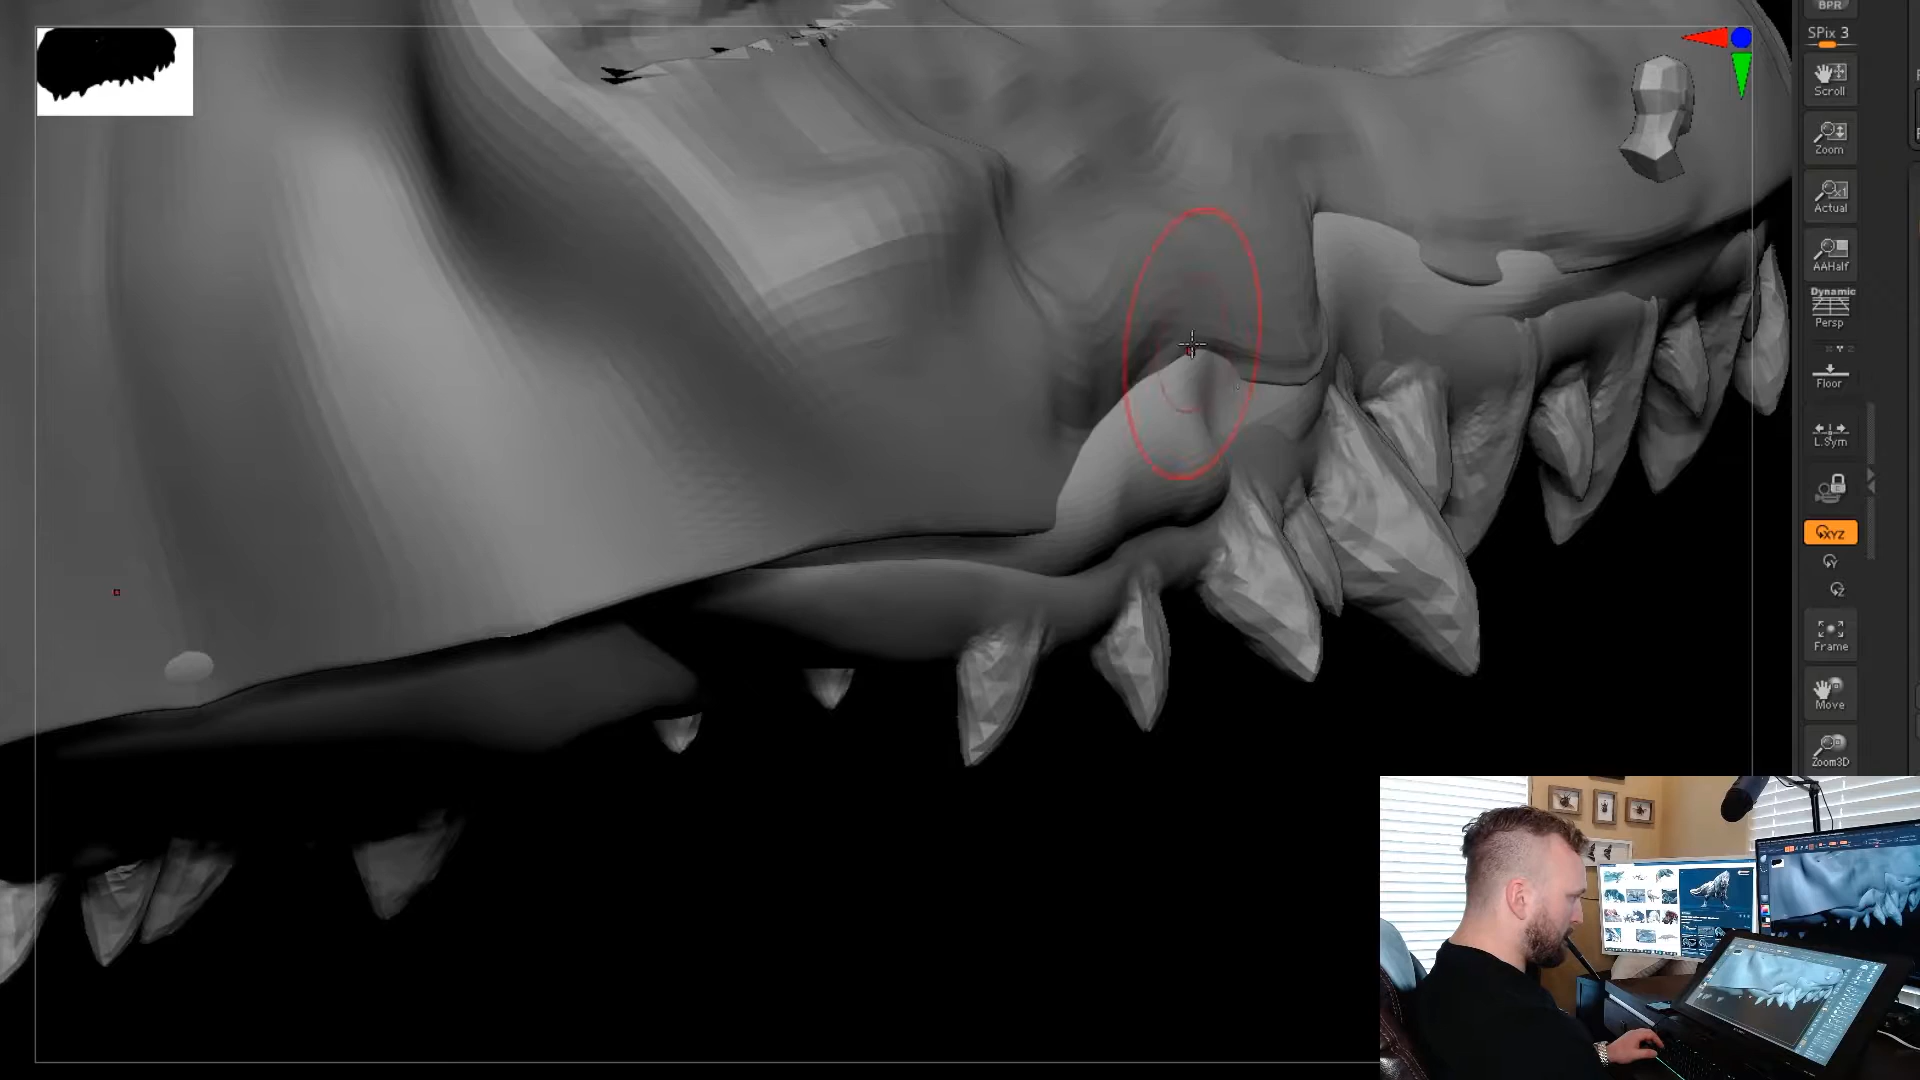 BPR
SPix 3
Scroll
Zoom
Actual
AAHalf
Dynamic
Persp
Floor
L.Sym
XYZ
Y
Z
Frame
Move
Zoom3D